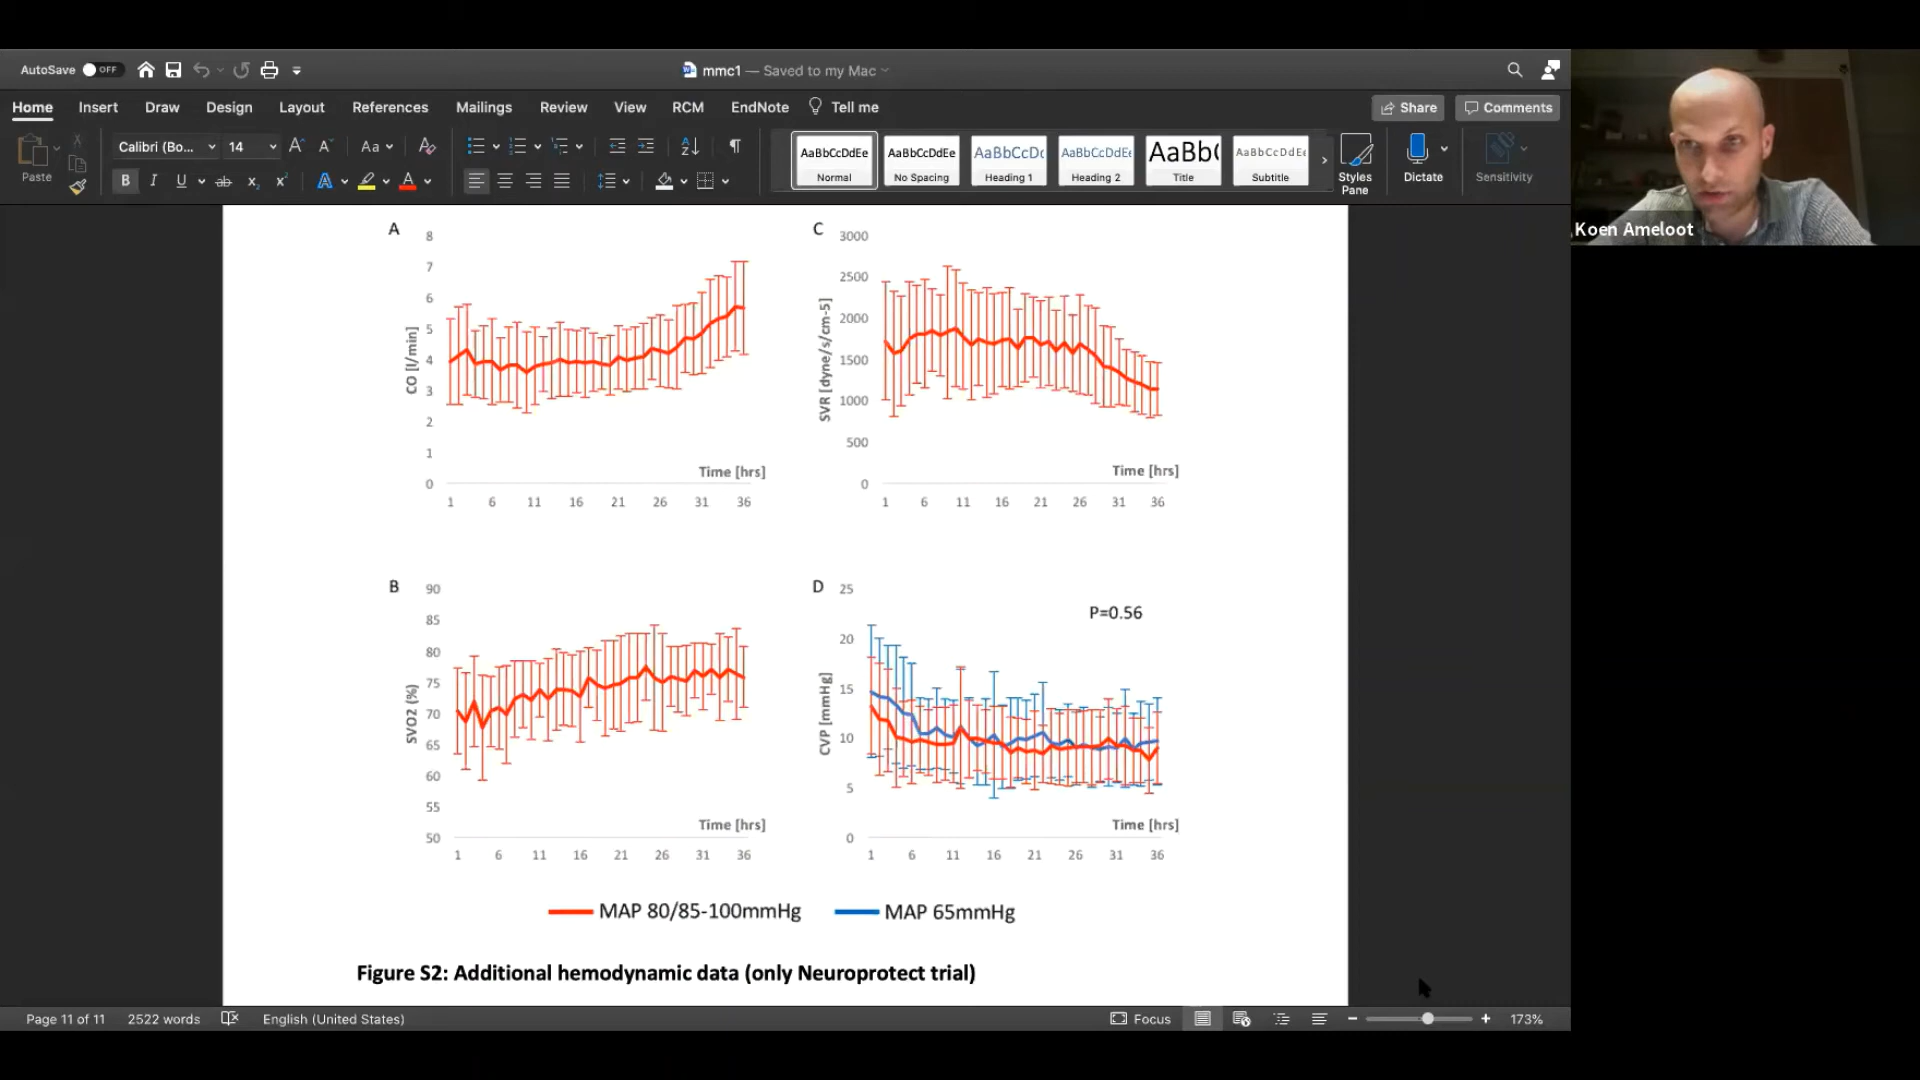 AutoSave OFF
mmc1 — Saved to my Mac
Home Insert Draw Design Layout References Mailings Review View RCM EndNote Tell me Share Comments
Paste
Calibri (Bo... 14 Aa
B I U ab x₂ x² A A
AaBbCcDdEe AaBbCcDdEe AaBbCcDc AaBbCcDdEe AaBb( AaBbCcDdEe
Normal No Spacing Heading 1 Heading 2 Title Subtitle
Styles Pane
Dictate
Sensitivity
Koen Ameloot
A
8
7
6
5
4
3
2
1
0
CO [l/min]
Time [hrs]
1 6 11 16 21 26 31 36
C
3000
2500
2000
1500
1000
500
0
SVR [dyne/s/cm-5]
Time [hrs]
1 6 11 16 21 26 31 36
B
90
85
80
75
70
65
60
55
50
SVO2 (%)
Time [hrs]
1 6 11 16 21 26 31 36
D
25
20
15
10
5
0
CVP [mmHg]
P=0.56
Time [hrs]
1 6 11 16 21 26 31 36
MAP 80/85-100mmHg MAP 65mmHg
Figure S2: Additional hemodynamic data (only Neuroprotect trial)
Page 11 of 11 2522 words English (United States) Focus 173%